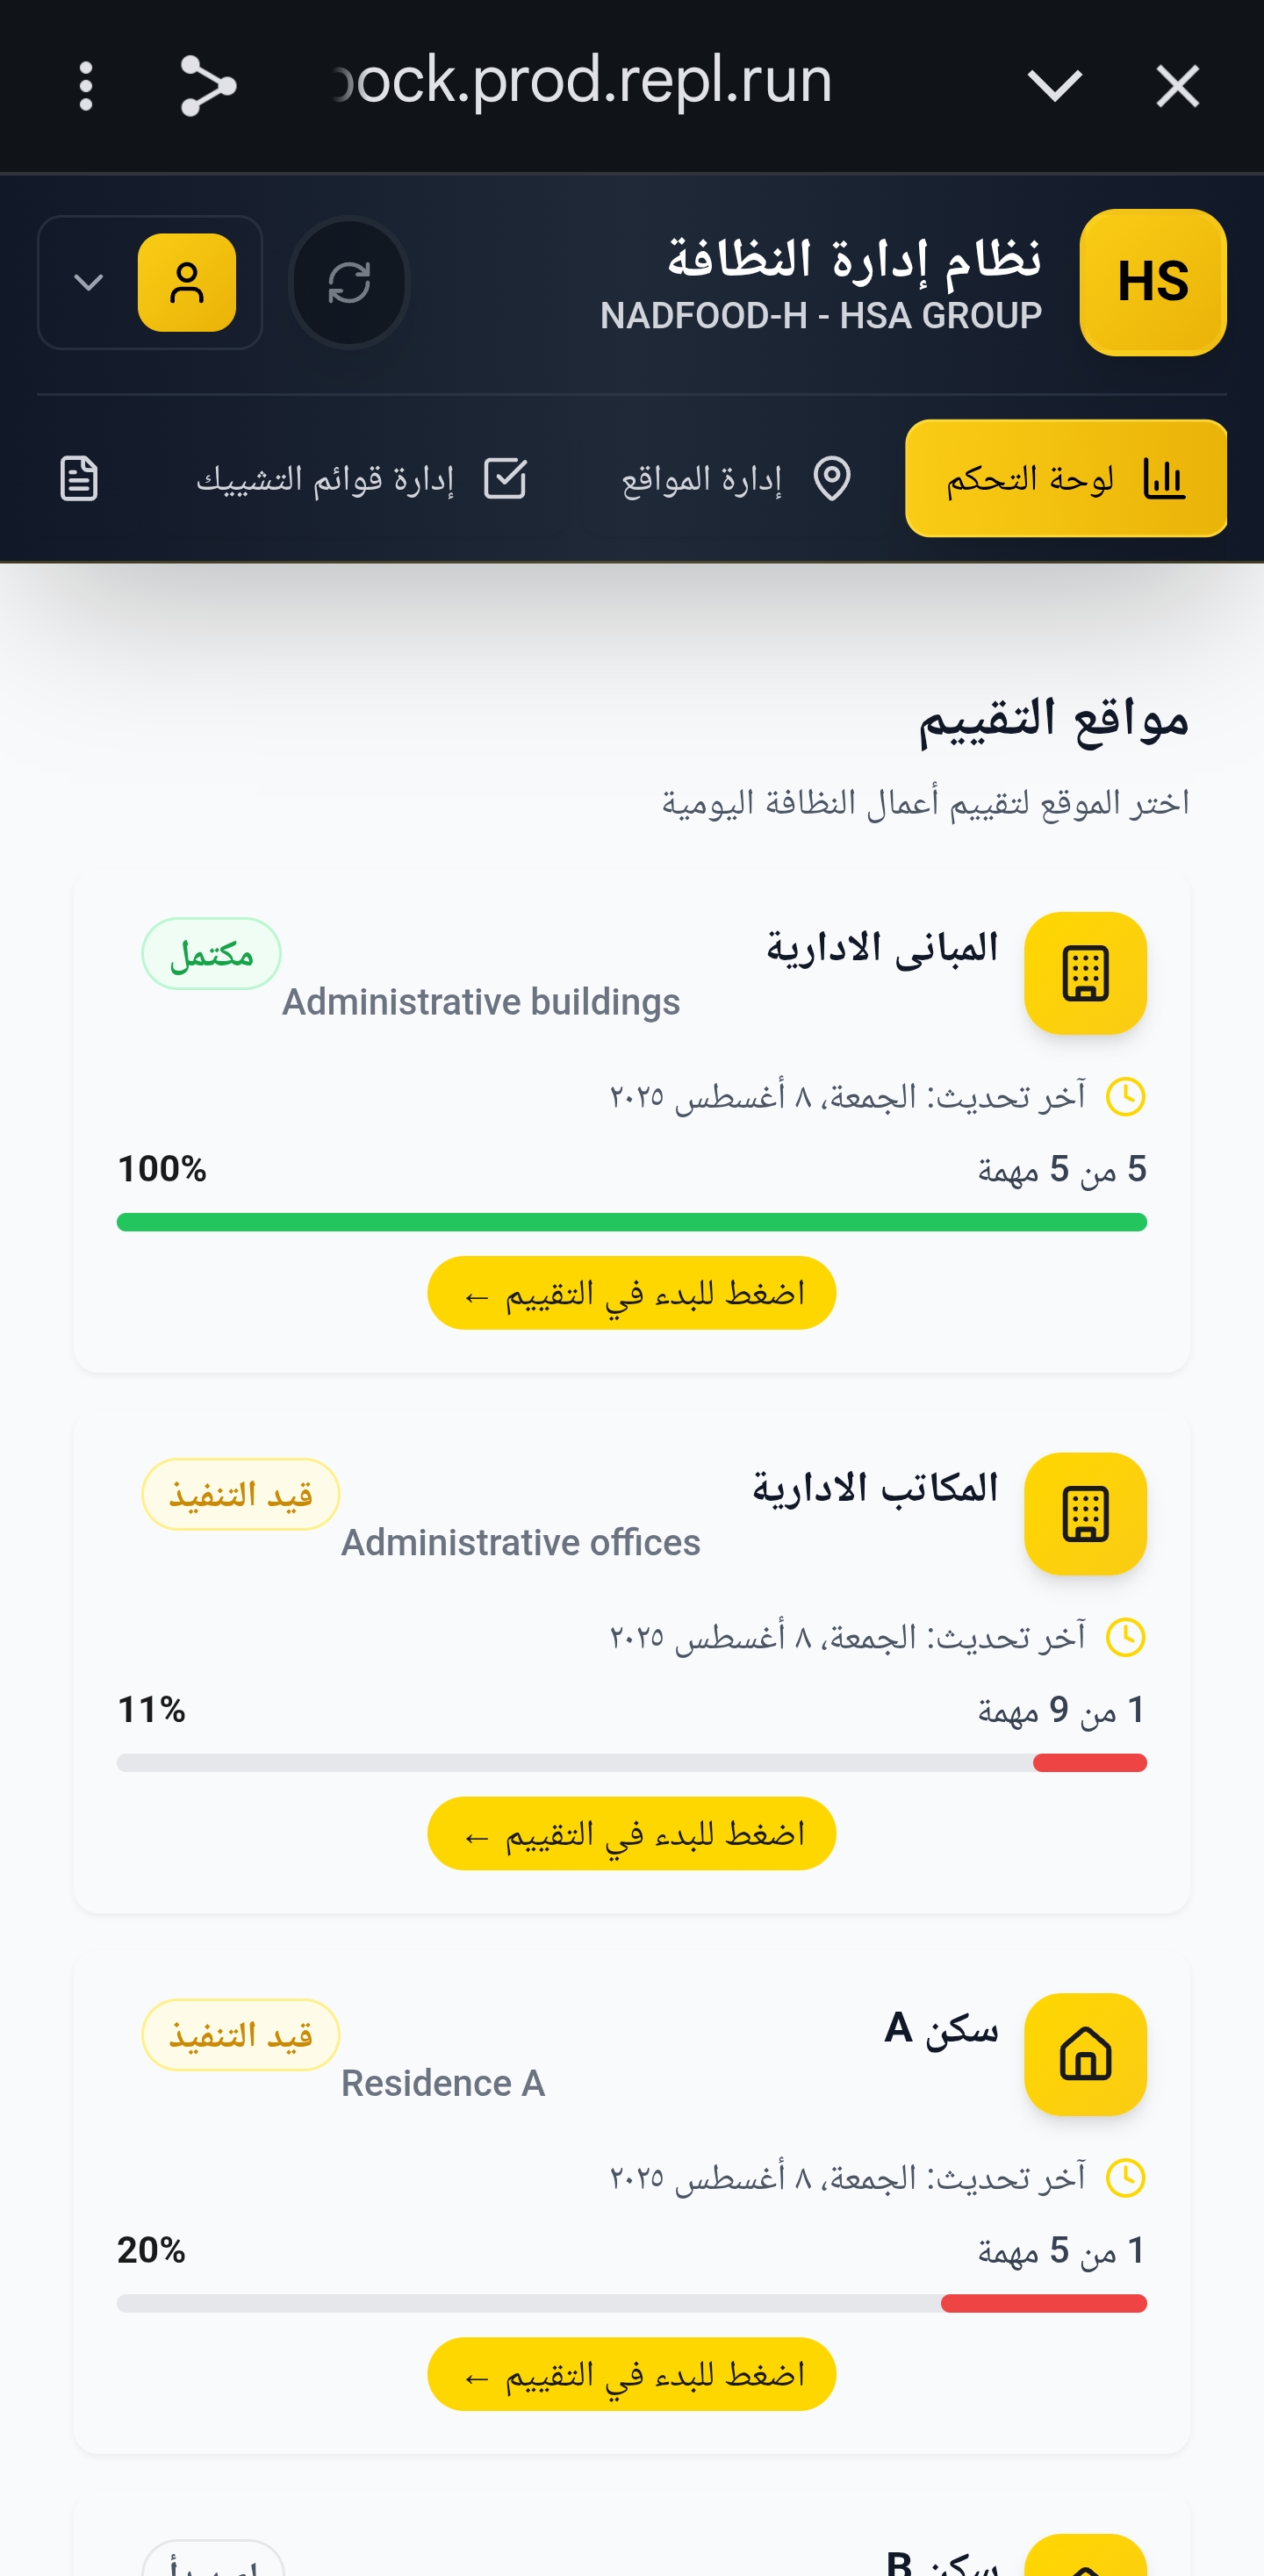 ock.prod.repl.run
HS
نظام إدارة النظافة
NADFOOD-H - HSA GROUP
لوحة التحكم
إدارة المواقع
إدارة قوائم التشييك
مواقع التقييم
اختر الموقع لتقييم أعمال النظافة اليومية
المبانى الادارية
مكتمل
Administrative buildings
آخر تحديث: الجمعة، ٨ أغسطس ٢٠٢٥
5 من 5 مهمة
100%
اضغط للبدء في التقييم ←
المكاتب الادارية
قيد التنفيذ
Administrative offices
آخر تحديث: الجمعة، ٨ أغسطس ٢٠٢٥
1 من 9 مهمة
11%
اضغط للبدء في التقييم ←
سكن A
قيد التنفيذ
Residence A
آخر تحديث: الجمعة، ٨ أغسطس ٢٠٢٥
1 من 5 مهمة
20%
اضغط للبدء في التقييم ←
سكن B